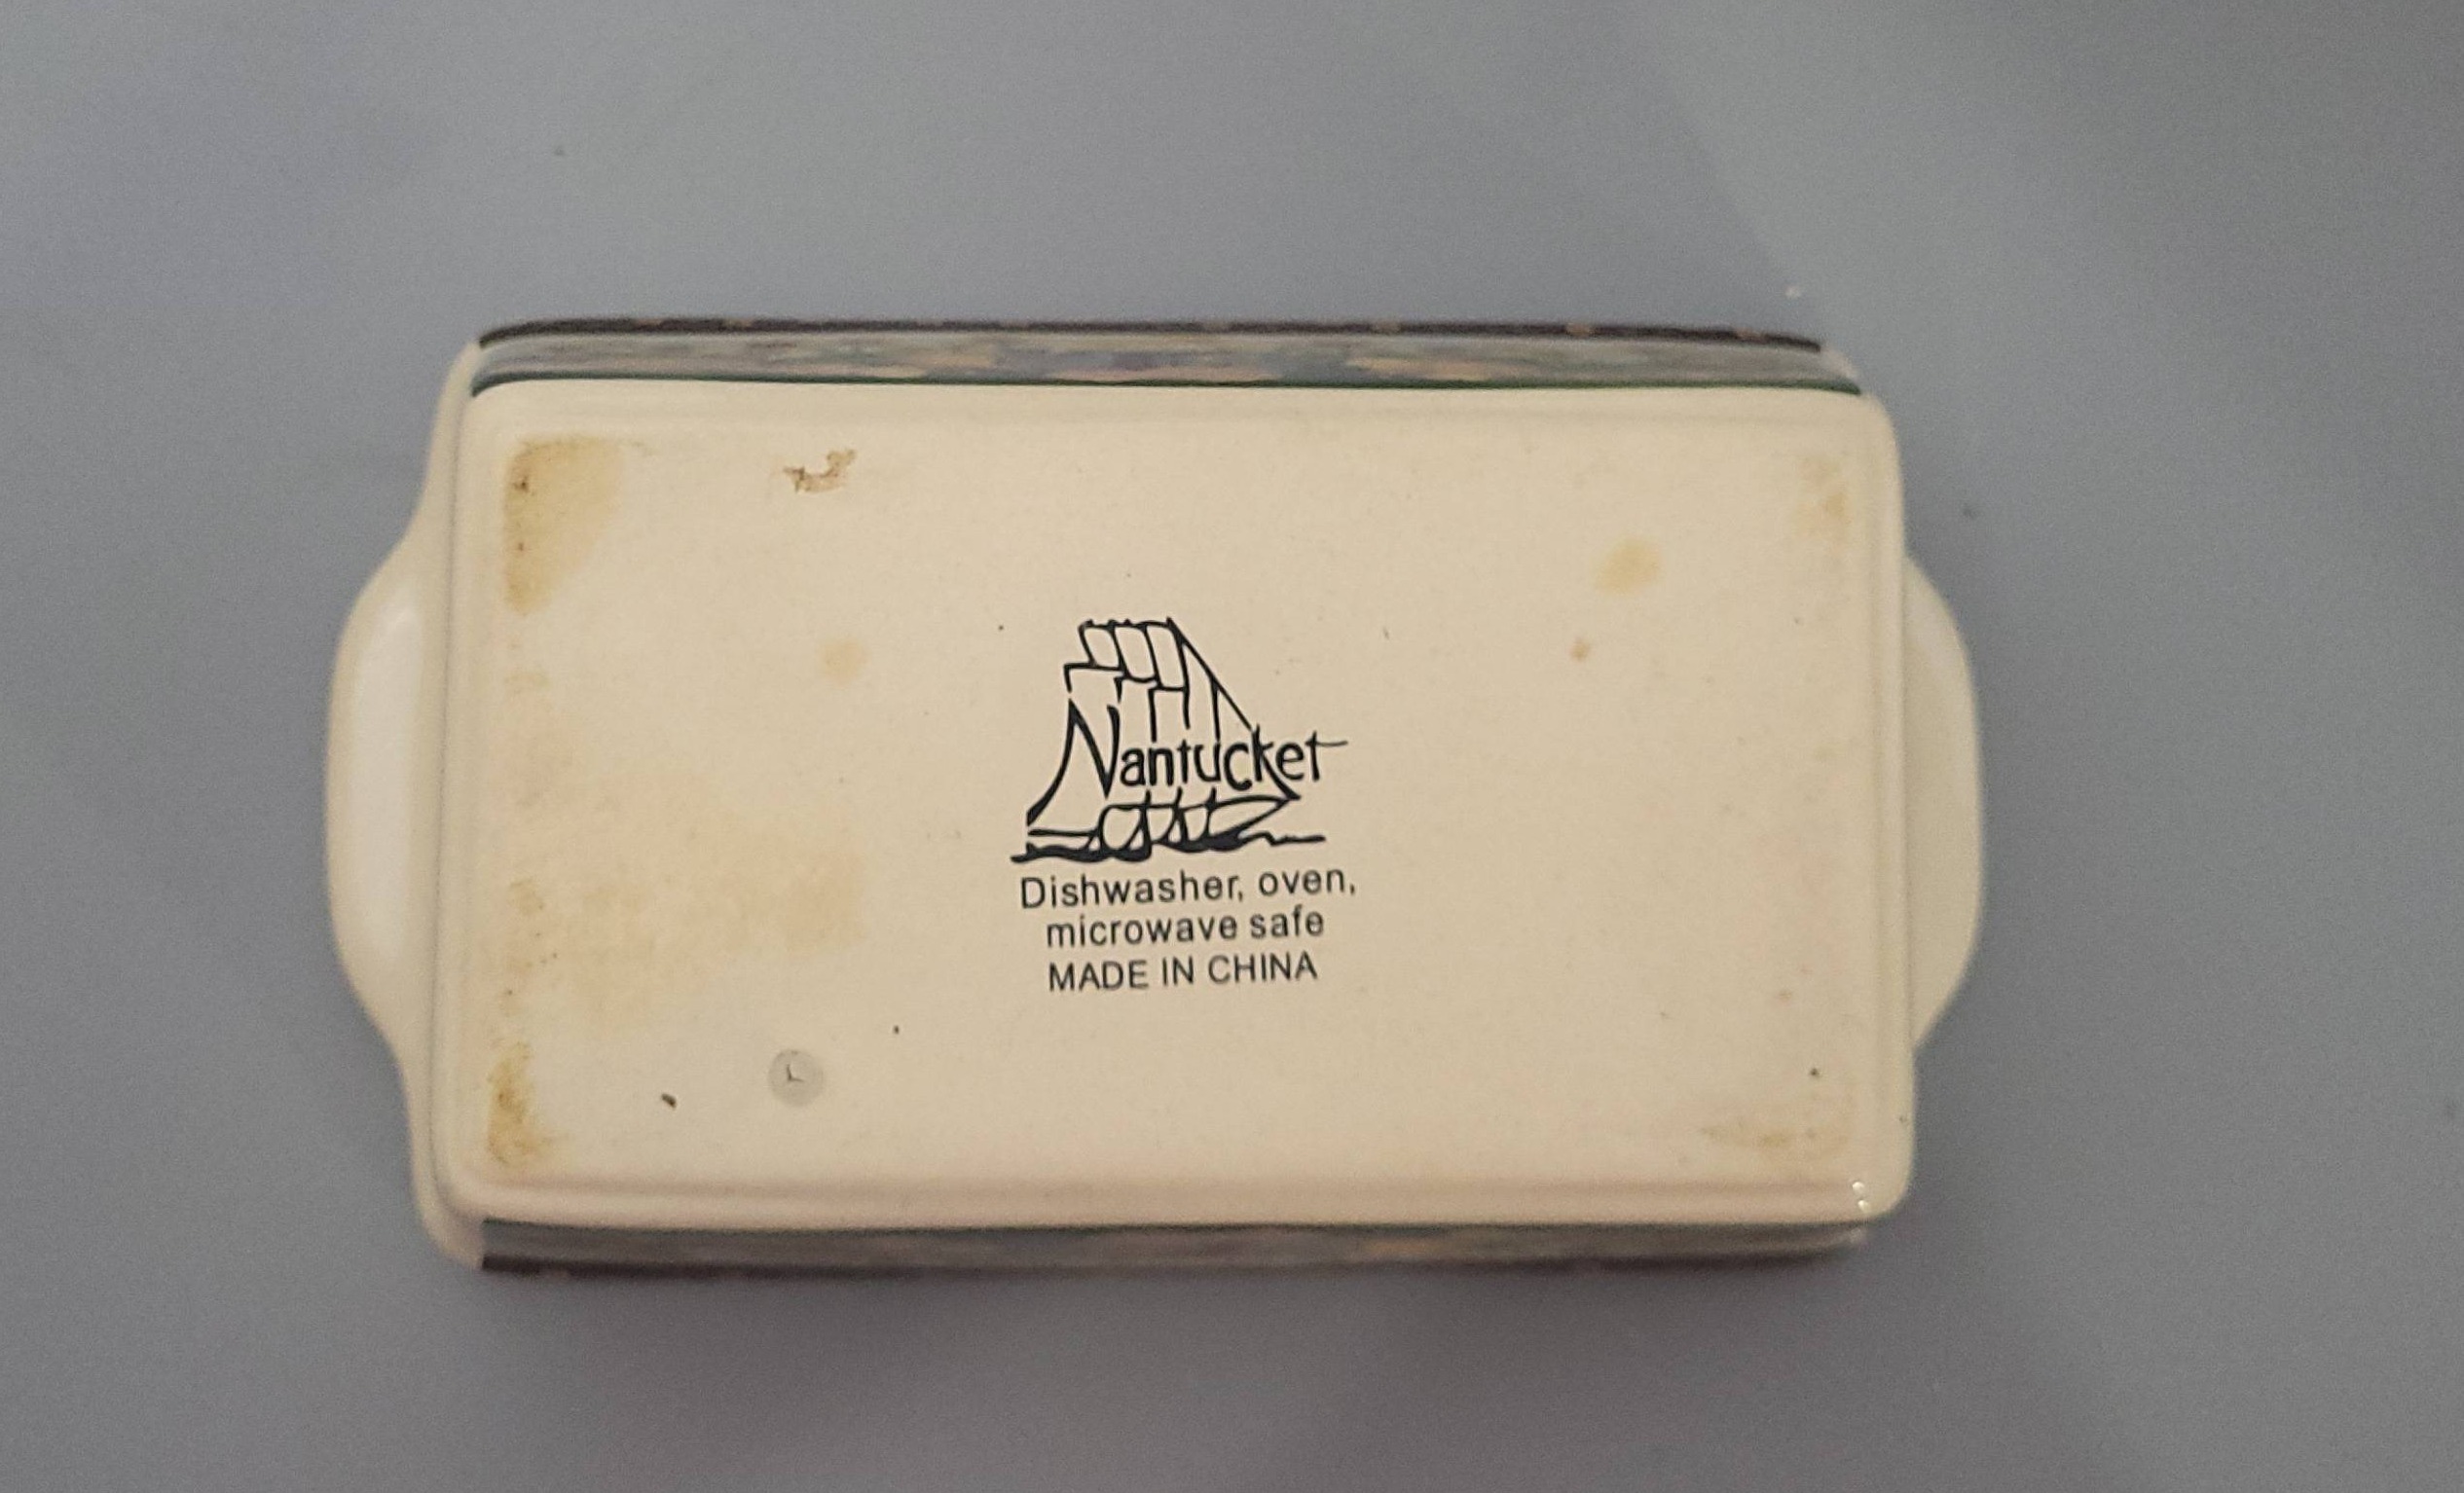 Nantucket
Dishwasher, oven,
microwave safe
MADE IN CHINA